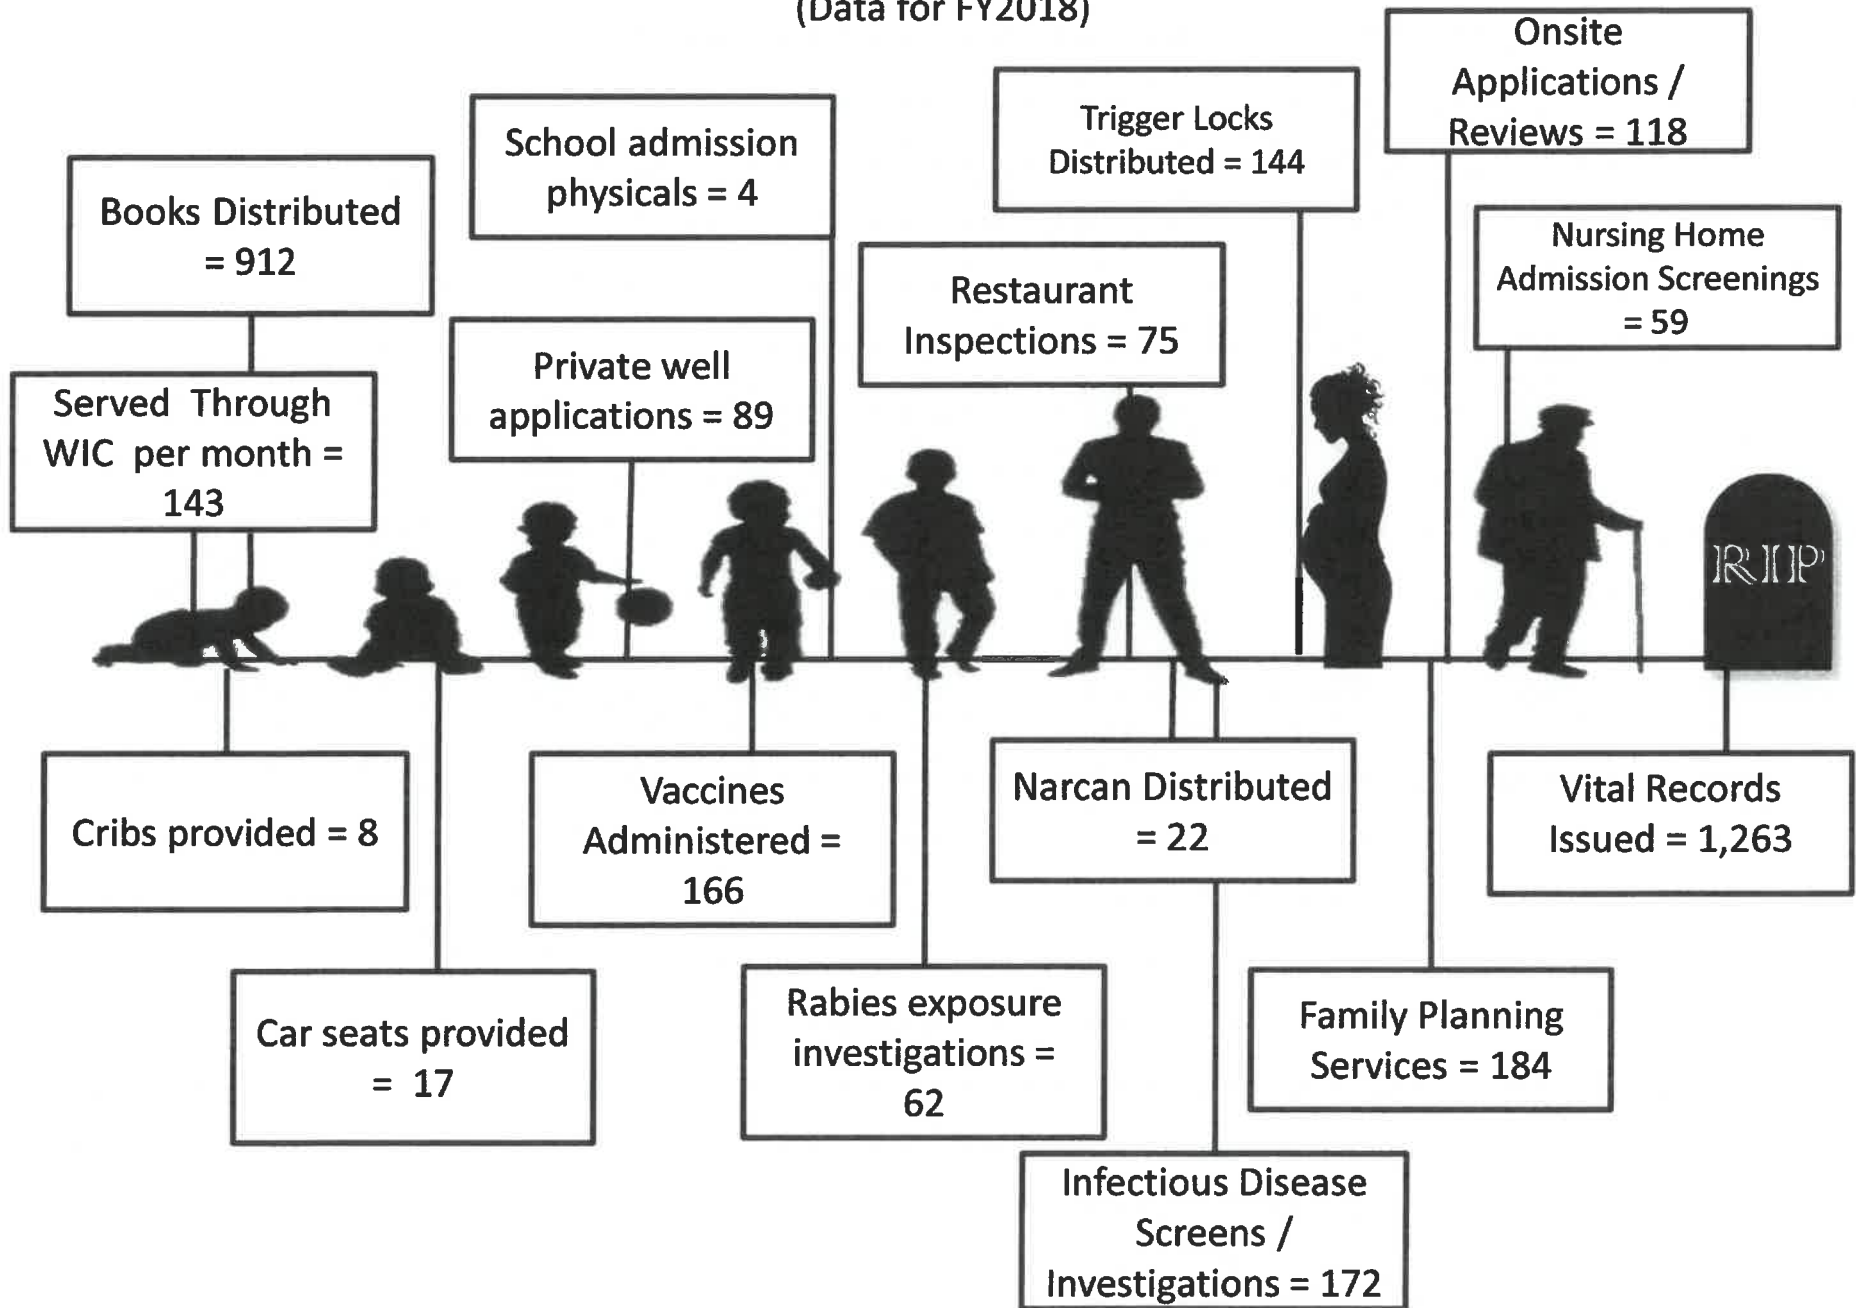 (Data for FY2018)
Onsite
Applications /
Reviews = 118
Trigger Locks
Distributed = 144
School admission
physicals = 4
Books Distributed
= 912
Nursing Home
Admission Screenings
= 59
Restaurant
Inspections = 75
Private well
applications = 89
Served Through
WIC per month =
143
RIP
Cribs provided = 8
Vaccines
Administered =
166
Narcan Distributed
= 22
Vital Records
Issued = 1,263
Car seats provided
= 17
Rabies exposure
investigations =
62
Family Planning
Services = 184
Infectious Disease
Screens /
Investigations = 172